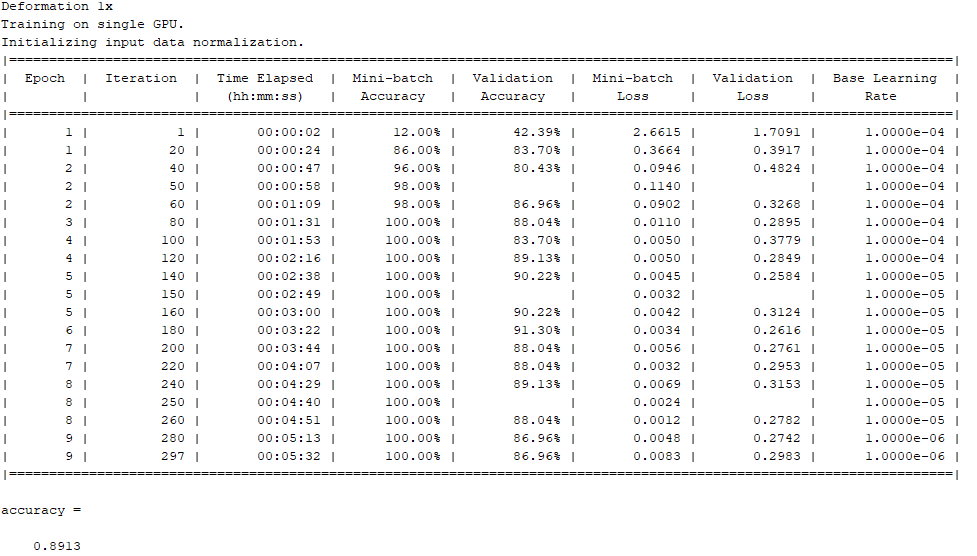 Deformation 1x
Training on single GPU.
Initializing input data normalization.
|======================================================================================================================|
|  Epoch  |  Iteration  |  Time Elapsed  |  Mini-batch  |  Validation  |  Mini-batch  |  Validation  |  Base Learning  |
|         |             |   (hh:mm:ss)   |   Accuracy   |   Accuracy   |     Loss     |     Loss     |      Rate       |
|======================================================================================================================|
|       1 |           1 |       00:00:02 |       12.00% |       42.39% |       2.6615 |       1.7091 |      1.0000e-04 |
|       1 |          20 |       00:00:24 |       86.00% |       83.70% |       0.3664 |       0.3917 |      1.0000e-04 |
|       2 |          40 |       00:00:47 |       96.00% |       80.43% |       0.0946 |       0.4824 |      1.0000e-04 |
|       2 |          50 |       00:00:58 |       98.00% |              |       0.1140 |              |      1.0000e-04 |
|       2 |          60 |       00:01:09 |       98.00% |       86.96% |       0.0902 |       0.3268 |      1.0000e-04 |
|       3 |          80 |       00:01:31 |      100.00% |       88.04% |       0.0110 |       0.2895 |      1.0000e-04 |
|       4 |         100 |       00:01:53 |      100.00% |       83.70% |       0.0050 |       0.3779 |      1.0000e-04 |
|       4 |         120 |       00:02:16 |      100.00% |       89.13% |       0.0050 |       0.2849 |      1.0000e-04 |
|       5 |         140 |       00:02:38 |      100.00% |       90.22% |       0.0045 |       0.2584 |      1.0000e-05 |
|       5 |         150 |       00:02:49 |      100.00% |              |       0.0032 |              |      1.0000e-05 |
|       5 |         160 |       00:03:00 |      100.00% |       90.22% |       0.0042 |       0.3124 |      1.0000e-05 |
|       6 |         180 |       00:03:22 |      100.00% |       91.30% |       0.0034 |       0.2616 |      1.0000e-05 |
|       7 |         200 |       00:03:44 |      100.00% |       88.04% |       0.0056 |       0.2761 |      1.0000e-05 |
|       7 |         220 |       00:04:07 |      100.00% |       88.04% |       0.0032 |       0.2953 |      1.0000e-05 |
|       8 |         240 |       00:04:29 |      100.00% |       89.13% |       0.0069 |       0.3153 |      1.0000e-05 |
|       8 |         250 |       00:04:40 |      100.00% |              |       0.0024 |              |      1.0000e-05 |
|       8 |         260 |       00:04:51 |      100.00% |       88.04% |       0.0012 |       0.2782 |      1.0000e-05 |
|       9 |         280 |       00:05:13 |      100.00% |       86.96% |       0.0048 |       0.2742 |      1.0000e-06 |
|       9 |         297 |       00:05:32 |      100.00% |       86.96% |       0.0083 |       0.2983 |      1.0000e-06 |
|======================================================================================================================|
accuracy =
0.8913